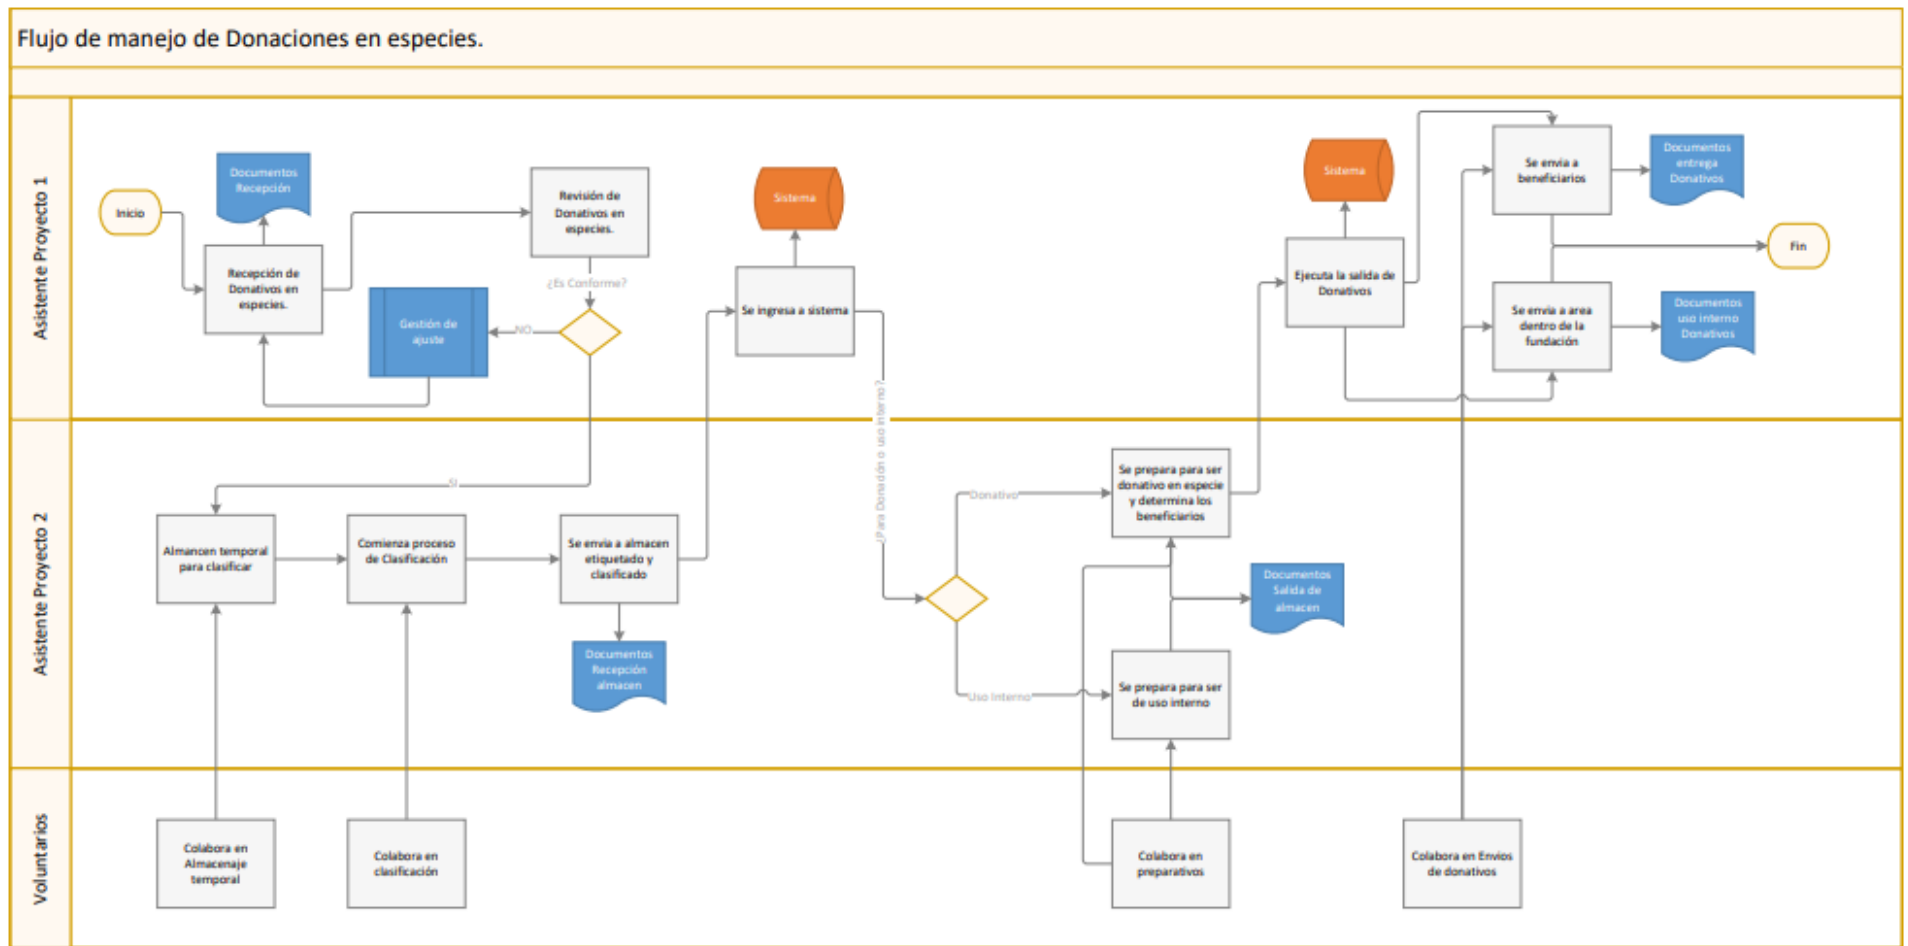 Flujo de manejo de Donaciones en especies.
Asistente Proyecto 1
Inicio
Documentos
Recepción
Recepción de
Donativos en
especies.
Revisión de
Donativos en
especies.
¿Es Conforme?
NO
Gestión de
ajuste
Sistema
Se ingresa a sistema
¿Para Donación o uso interno?
Sistema
Ejecuta la salida de
Donativos
Se envia a
beneficiarios
Documentos
entrega
Donativos
Fin
Se envia a area
dentro de la
fundación
Documentos
uso interno
Donativos
Asistente Proyecto 2
SI
Almancen temporal
para clasificar
Comienza proceso
de Clasificación
Se envia a almacen
etiquetado y
clasificado
Documentos
Recepción
almacen
Donativo
Uso Interno
Se prepara para ser
donativo en especie
y determina los
beneficiarios
Documentos
Salida de
almacen
Se prepara para ser
de uso interno
Voluntarios
Colabora en
Almacenaje
temporal
Colabora en
clasificación
Colabora en
preparativos
Colabora en Envios
de donativos